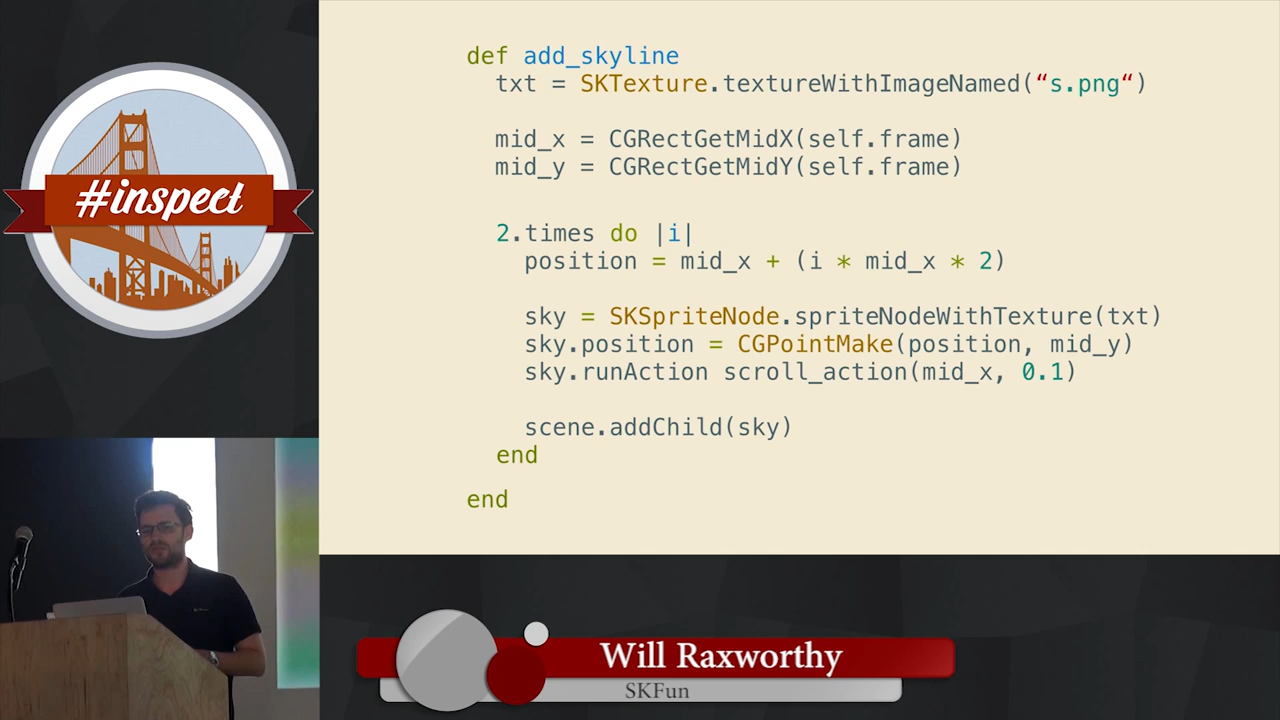 #inspect
def add_skyline
txt = SKTexture.textureWithImageNamed(“s.png“)
mid_x = CGRectGetMidX(self.frame)
mid_y = CGRectGetMidY(self.frame)
2.times do |i|
position = mid_x + (i * mid_x * 2)
sky = SKSpriteNode.spriteNodeWithTexture(txt)
sky.position = CGPointMake(position, mid_y)
sky.runAction scroll_action(mid_x, 0.1)
scene.addChild(sky)
end
end
Will Raxworthy
SKFun